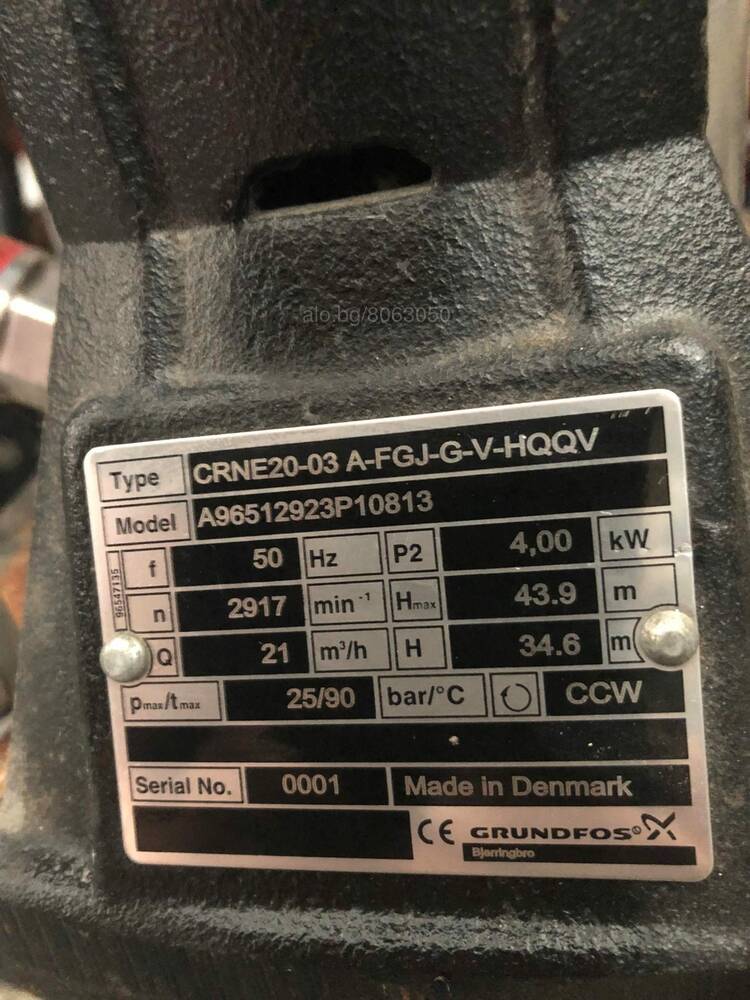 alo.bg/8063050
Type CRNE20-03 A-FGJ-G-V-HQQV
Model A96512923P10813
96547135
f 50 Hz P2 4,00 kW
n 2917 min⁻¹ Hmax 43.9 m
Q 21 m³/h H 34.6 m
pmax/tmax 25/90 bar/°C CCW
Serial No. 0001 Made in Denmark
CE GRUNDFOS
Bjerringbro